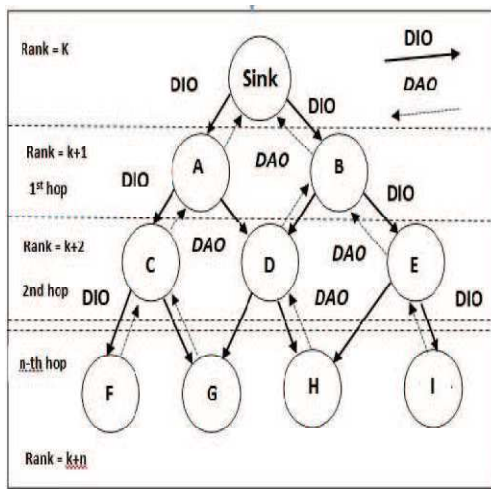 Rank = K
DIO
DIO
Sink
DIO
DAO
Rank = k+1
1st hop
DIO
A
DAO
B
DIO
Rank = k+2
2nd hop
DIO
C
DAO
D
DAO
DAO
E
DIO
n-th hop
F
G
H
I
Rank = k+n